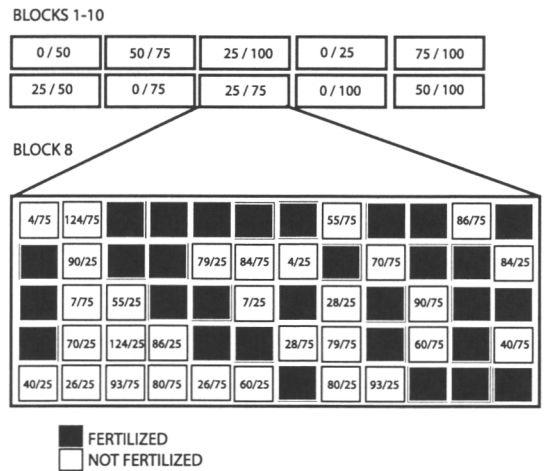 BLOCKS 1-10
0 / 50 50 / 75 25 / 100 0 / 25 75 / 100
25 / 50 0 / 75 25 / 75 0 / 100 50 / 100
BLOCK 8
4/75 124/75 55/75 86/75
90/25 79/25 84/75 4/25 70/75 84/25
7/75 55/25 7/25 28/25 90/75
70/25 124/25 86/25 28/75 79/75 60/75 40/75
40/25 26/25 93/75 80/75 26/75 60/25 80/25 93/25
FERTILIZED
NOT FERTILIZED